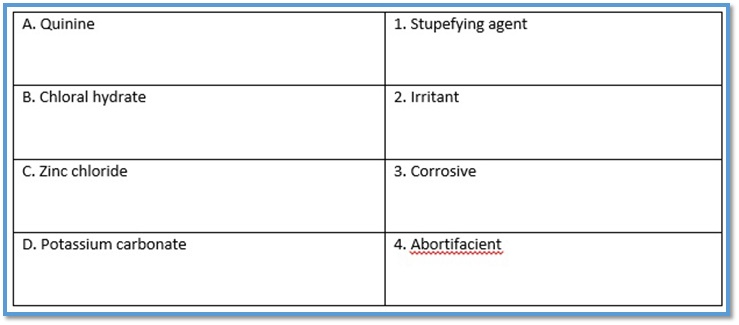 A. Quinine
1. Stupefying agent
B. Chloral hydrate
2. Irritant
C. Zinc chloride
3. Corrosive
D. Potassium carbonate
4. Abortifacient